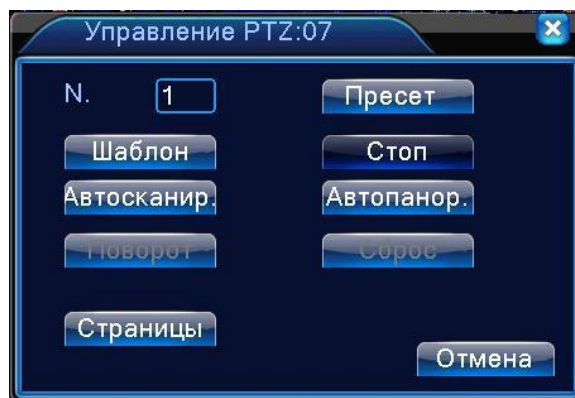 Управление PTZ:07
N. 1 Пресет
Шаблон Стоп
Автосканир. Автопанор.
Поворот Сброс
Страницы
Отмена